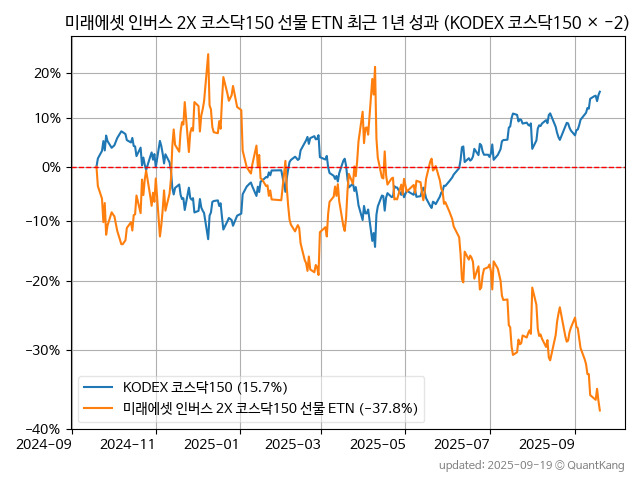 미래에셋 인버스 2X 코스닥150 선물 ETN 최근 1년 성과 (KODEX 코스닥150 × −2)
20%
10%
0%
−10%
−20%
−30%
−40%
KODEX 코스닥150 (15.7%)
미래에셋 인버스 2X 코스닥150 선물 ETN (−37.8%)
2024-09 2024-11 2025-01 2025-03 2025-05 2025-07 2025-09
updated: 2025-09-19 © QuantKang